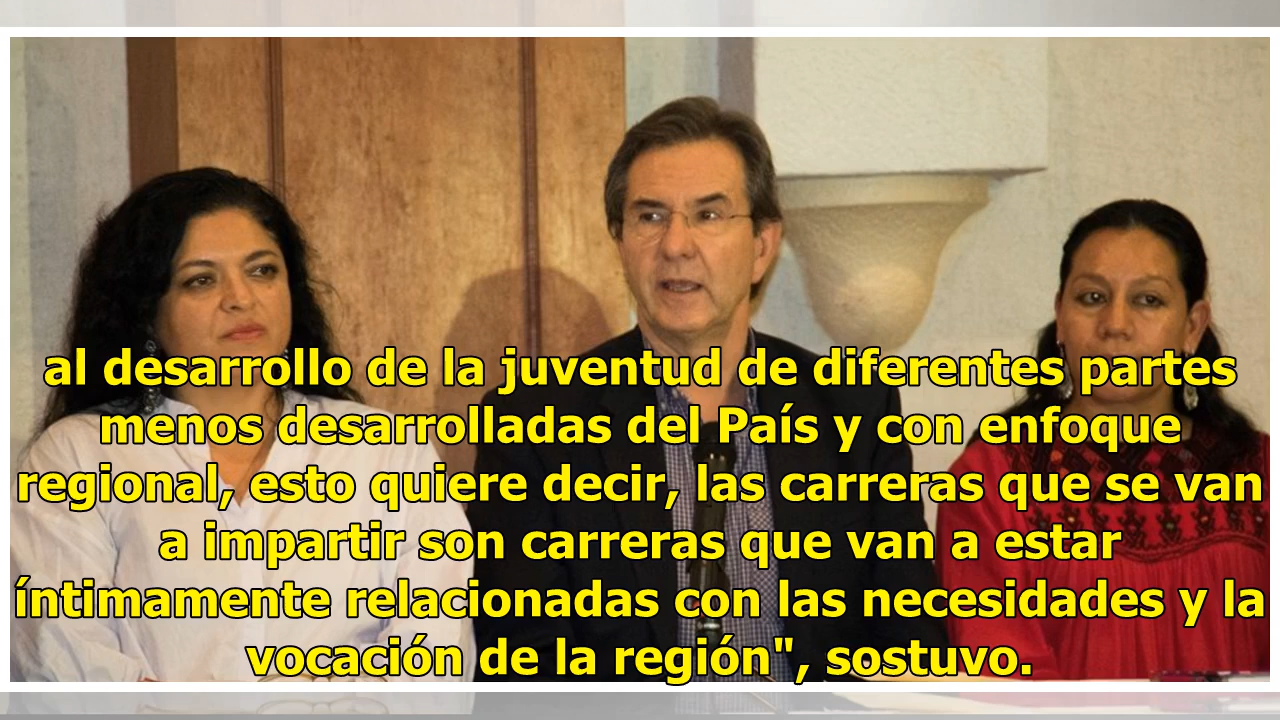 al desarrollo de la juventud de diferentes partes
menos desarrolladas del País y con enfoque
regional, esto quiere decir, las carreras que se van
a impartir son carreras que van a estar
íntimamente relacionadas con las necesidades y la
vocación de la región", sostuvo.